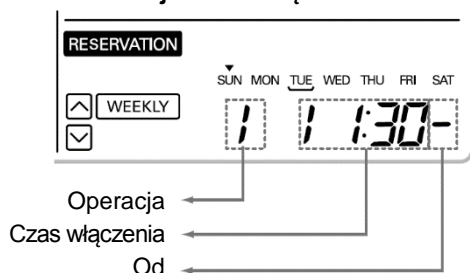 RESERVATION
SUN MON TUE WED THU FRI SAT
WEEKLY
1 11:30-
Operacja
Czas włączenia
Od